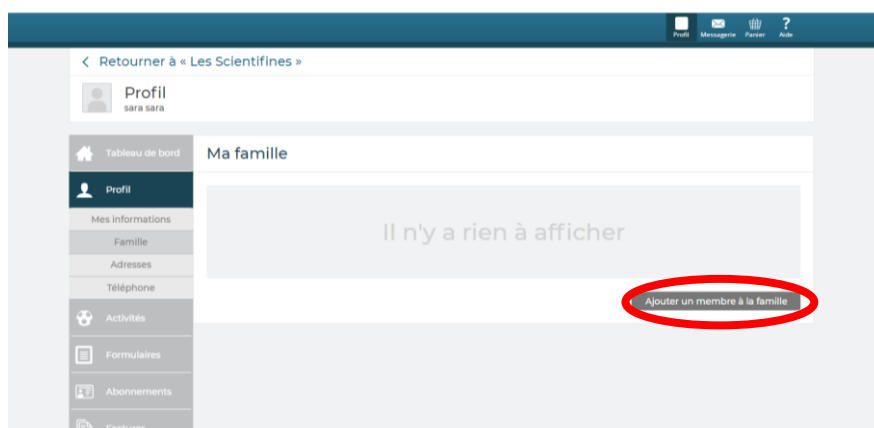 Profil Messagerie Panier ? Aide
< Retourner à « Les Scientifines »
Profil
sara sara
Tableau de bord
Ma famille
Profil
Mes informations
Il n'y a rien à afficher
Famille
Adresses
Téléphone
Ajouter un membre à la famille
Activités
Formulaires
Abonnements
Factures